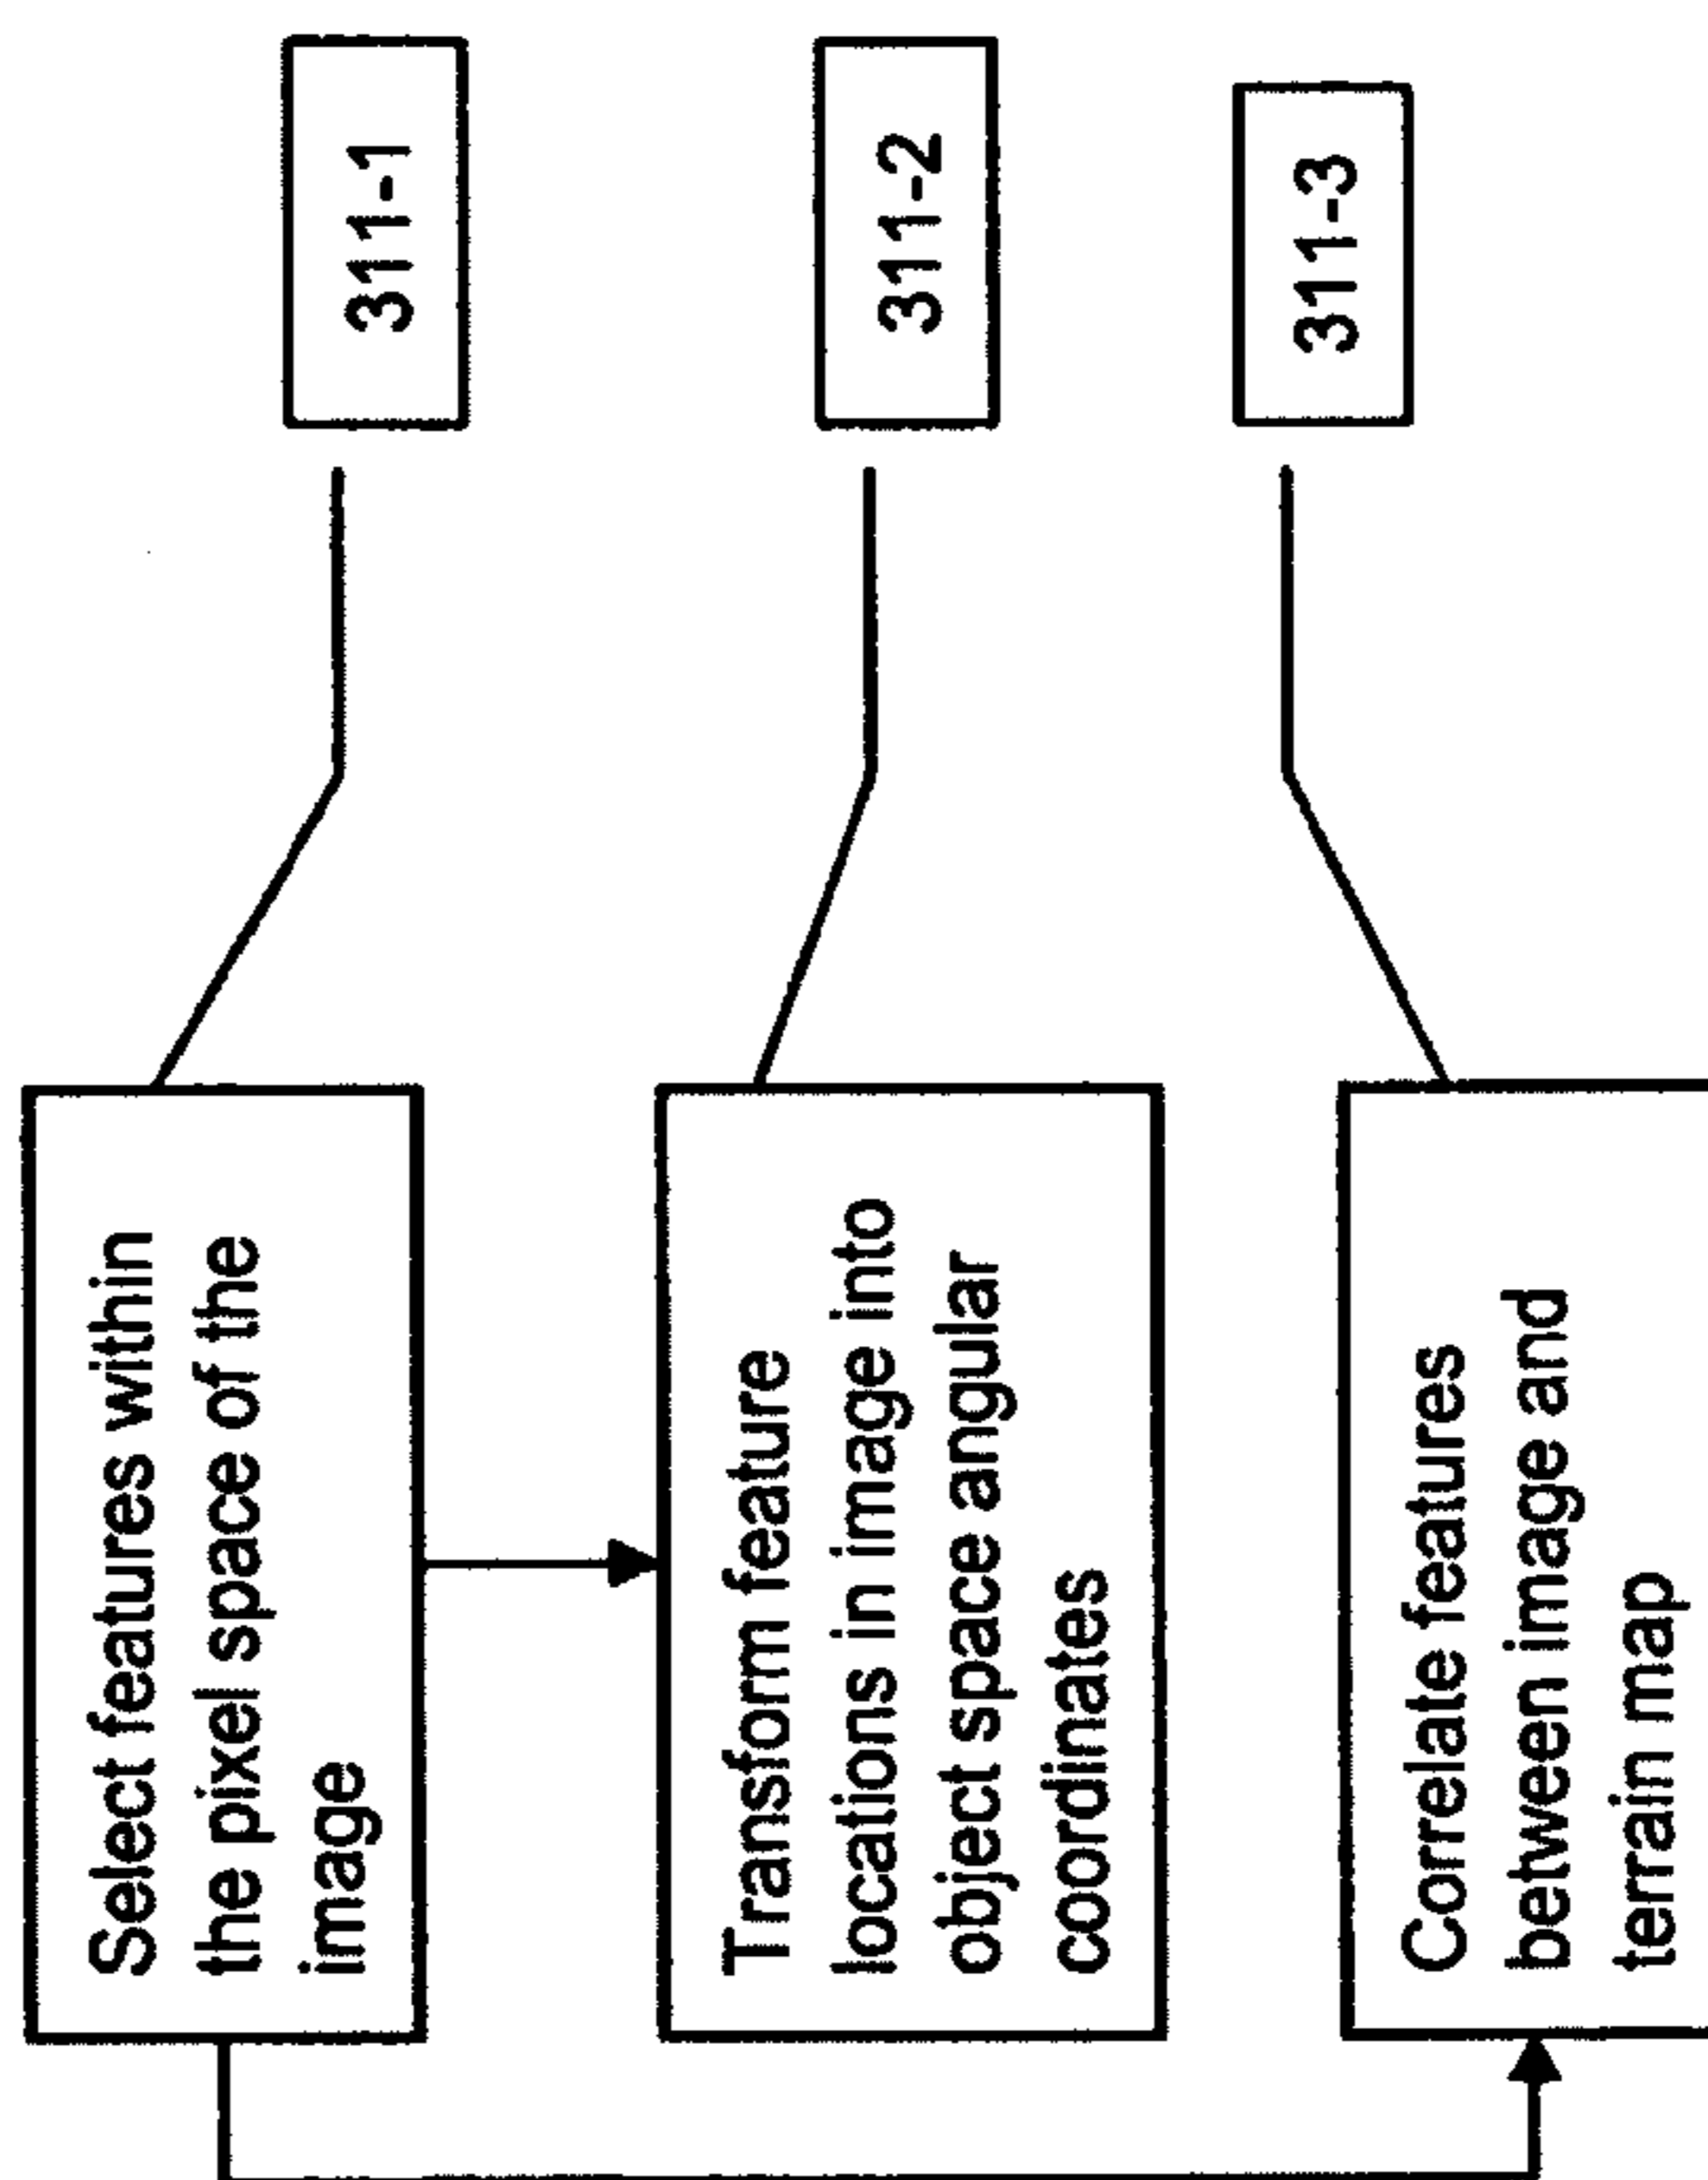 Select features within
the pixel space of the
image
311-1
Transform feature
locations in image into
object space angular
coordinates
311-2
Correlate features
between image and
terrain map
311-3